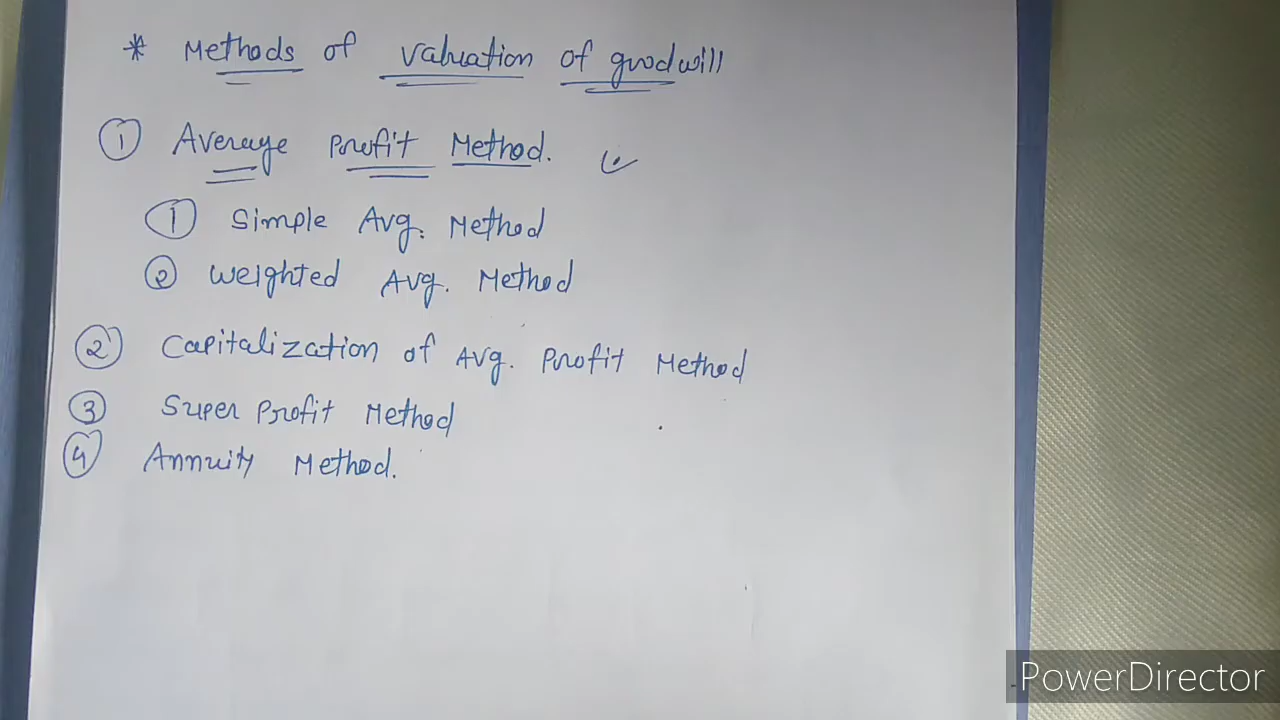 * Methods of valuation of goodwill
① Average Profit Method.
① Simple Avg. Method
② Weighted Avg. Method
② Capitalization of Avg. Profit Method
③ Super Profit Method
④ Annuity Method.
PowerDirector